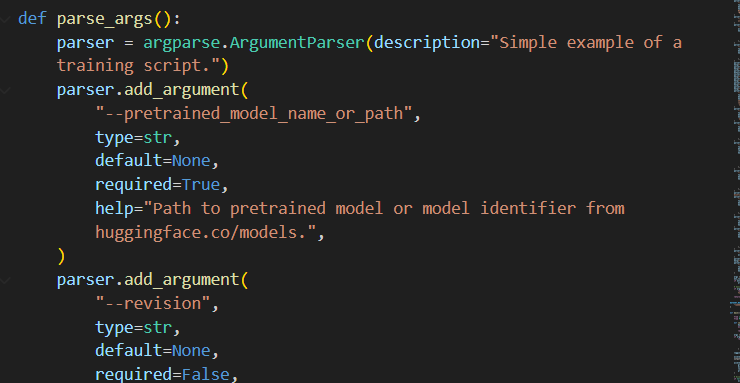 def parse_args():
    parser = argparse.ArgumentParser(description="Simple example of a
    training script.")
    parser.add_argument(
        "--pretrained_model_name_or_path",
        type=str,
        default=None,
        required=True,
        help="Path to pretrained model or model identifier from
        huggingface.co/models.",
    )
    parser.add_argument(
        "--revision",
        type=str,
        default=None,
        required=False,